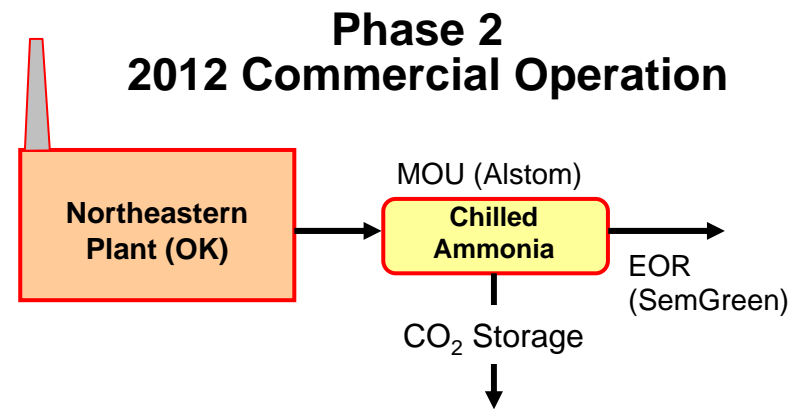 Phase 2
2012 Commercial Operation
MOU (Alstom)
Northeastern
Plant (OK)
Chilled
Ammonia
EOR
(SemGreen)
CO₂ Storage